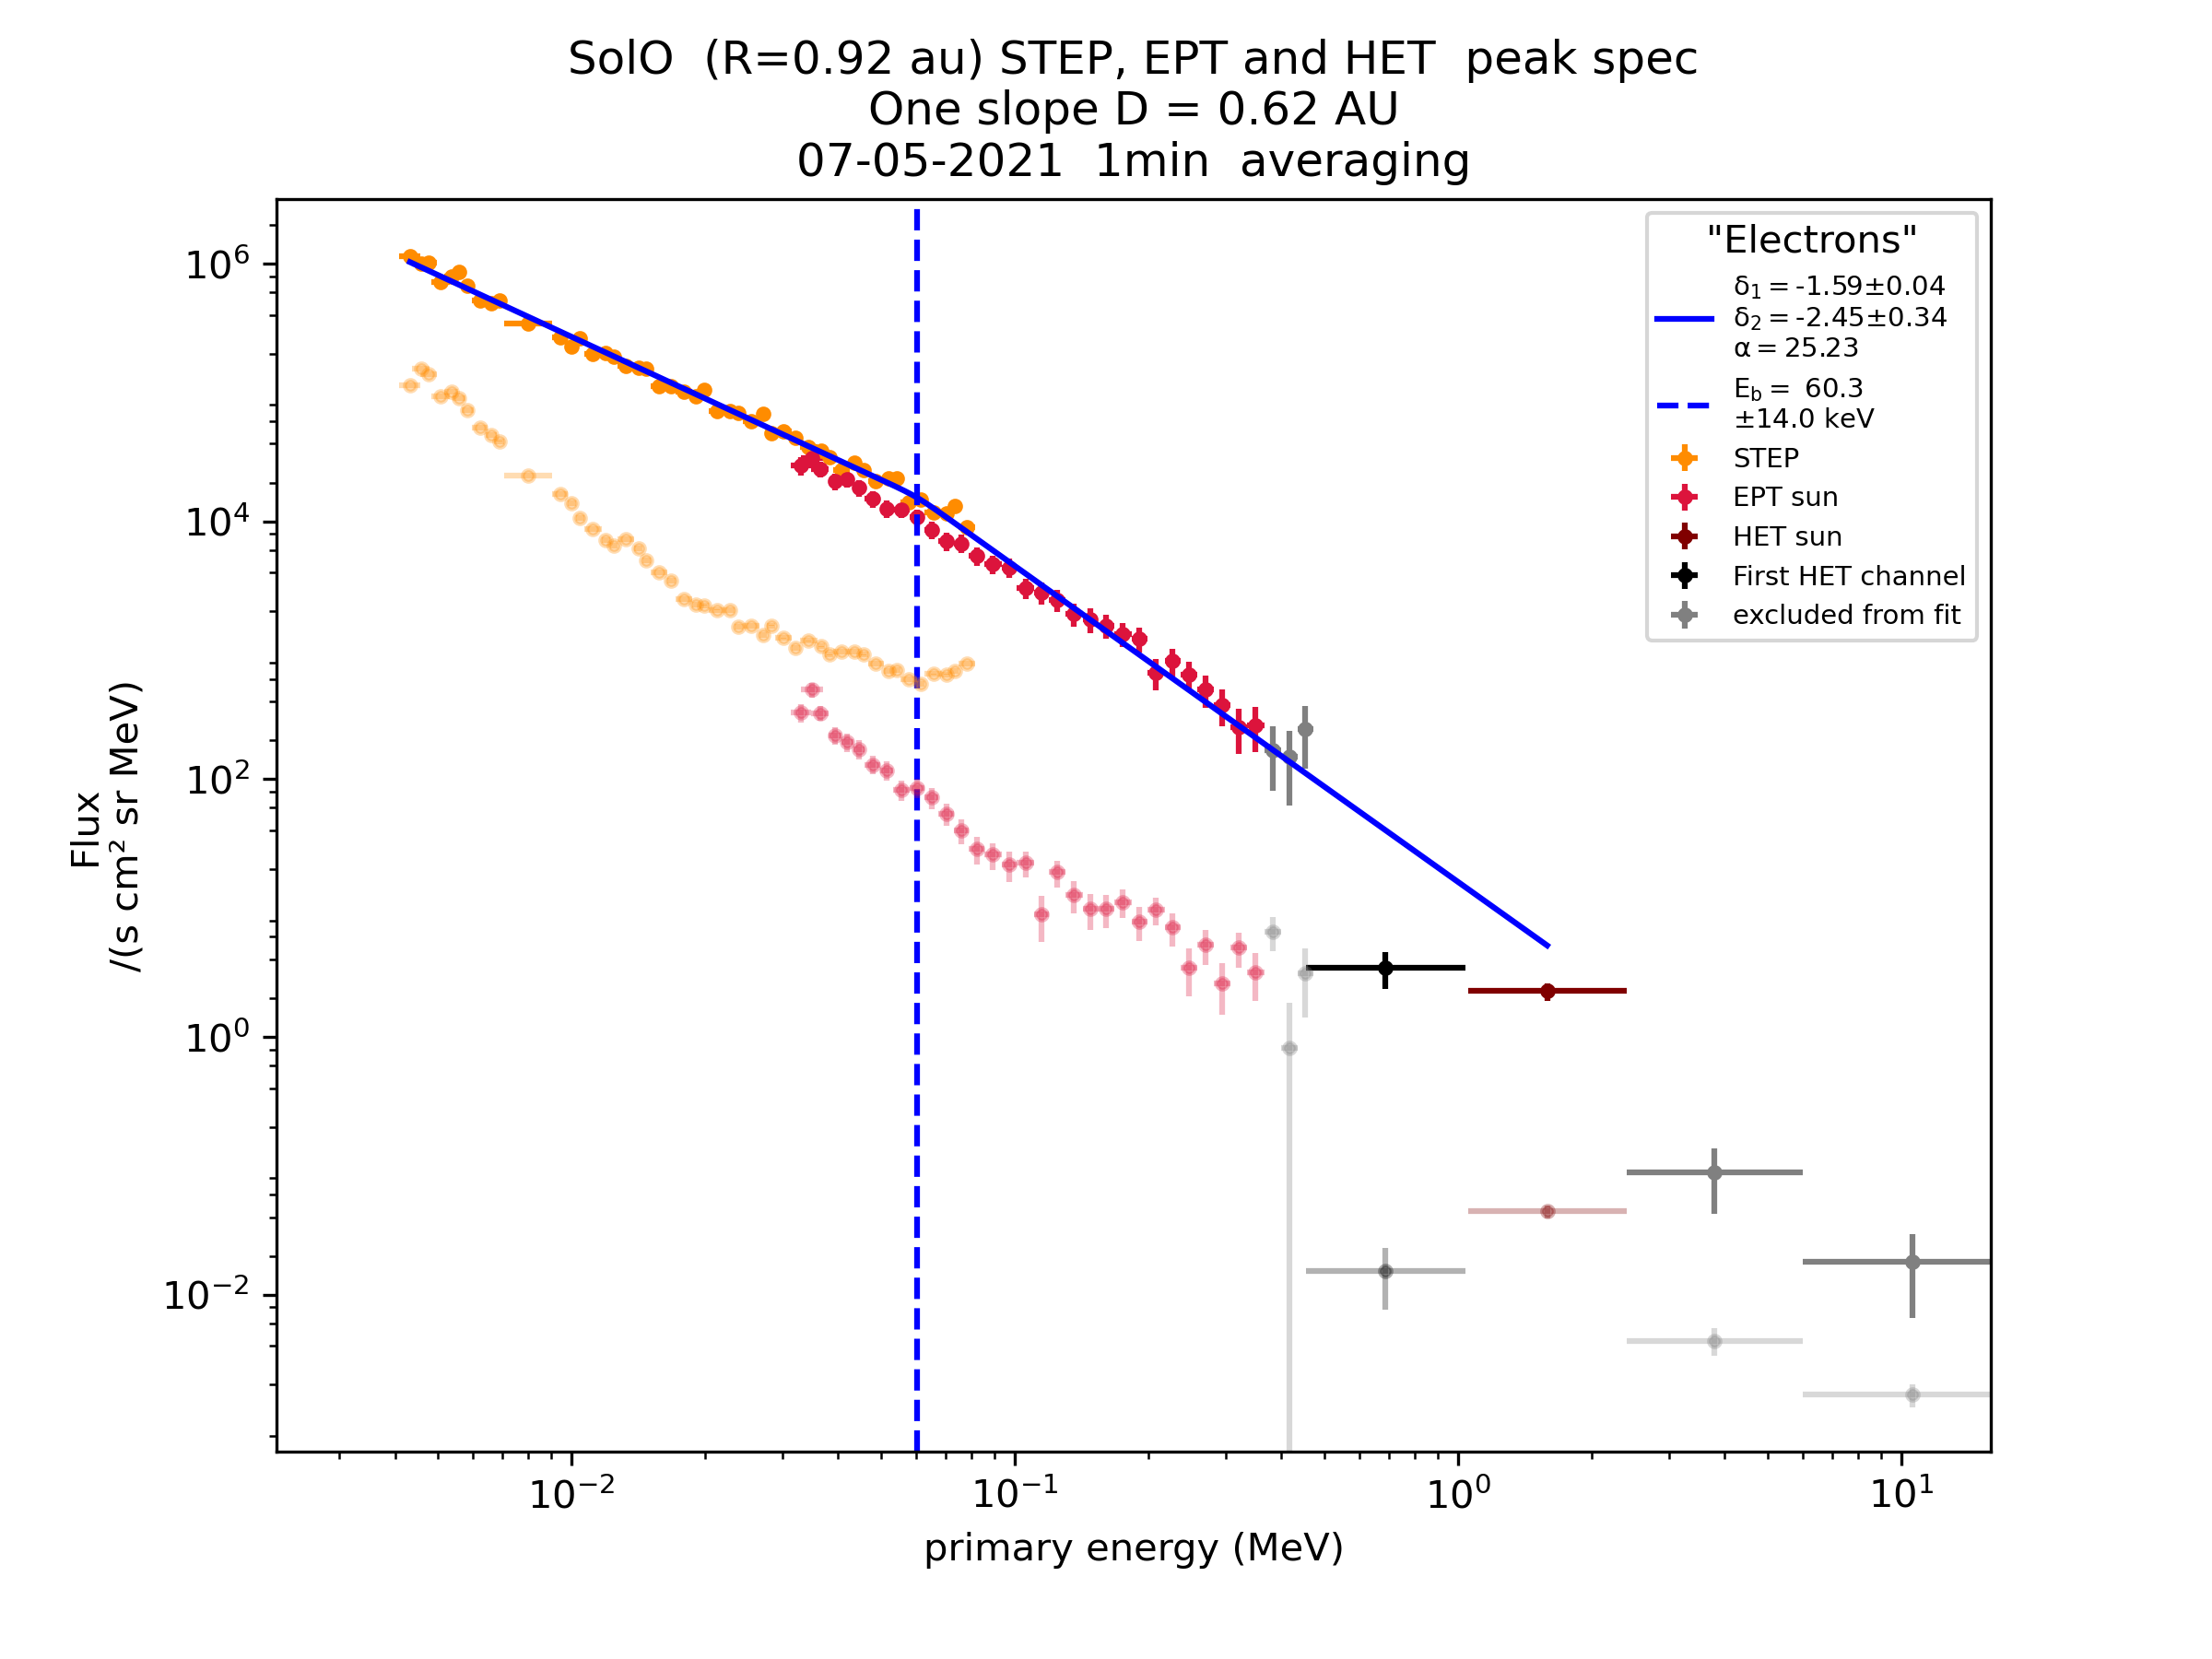 SolO  (R=0.92 au) STEP, EPT and HET  peak spec
One slope D = 0.62 AU
07-05-2021  1min  averaging
"Electrons"
δ₁ = -1.59±0.04
δ₂ = -2.45±0.34
α = 25.23
E_b =  60.3
±14.0 keV
STEP
EPT sun
HET sun
First HET channel
excluded from fit
Flux
/(s cm² sr MeV)
10⁶
10⁴
10²
10⁰
10⁻²
10⁻²
10⁻¹
10⁰
10¹
primary energy (MeV)